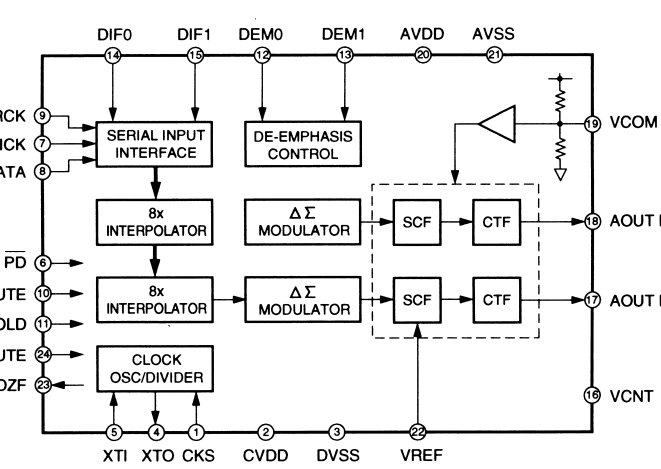 DIF0 DIF1 DEM0 DEM1 AVDD AVSS
14 15 12 13 20 21
RCK 9
SERIAL INPUT
INTERFACE
DE-EMPHASIS
CONTROL
19 VCOM
ICK 7
ATA 8
8x
INTERPOLATOR
ΔΣ
MODULATOR
SCF CTF
18 AOUT
PD 6
8x
INTERPOLATOR
ΔΣ
MODULATOR
SCF CTF
17 AOUT
UTE 10
OLD 11
UTE 24
CLOCK
OSC/DIVIDER
DZF 23
16 VCNT
5 4 1 2 3 22
XTI XTO CKS CVDD DVSS VREF